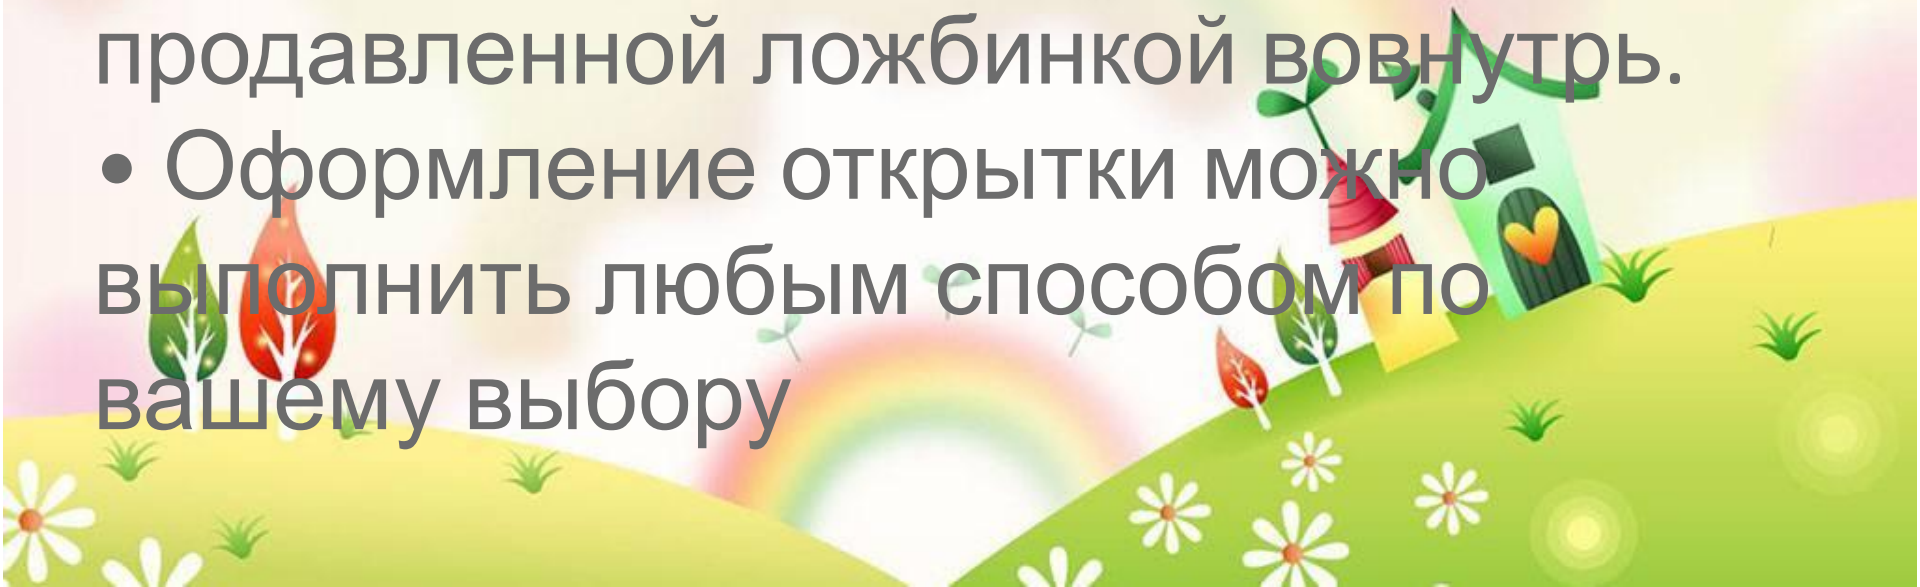 продавленной ложбинкой вовнутрь.
• Оформление открытки можно
выполнить любым способом по
вашему выбору